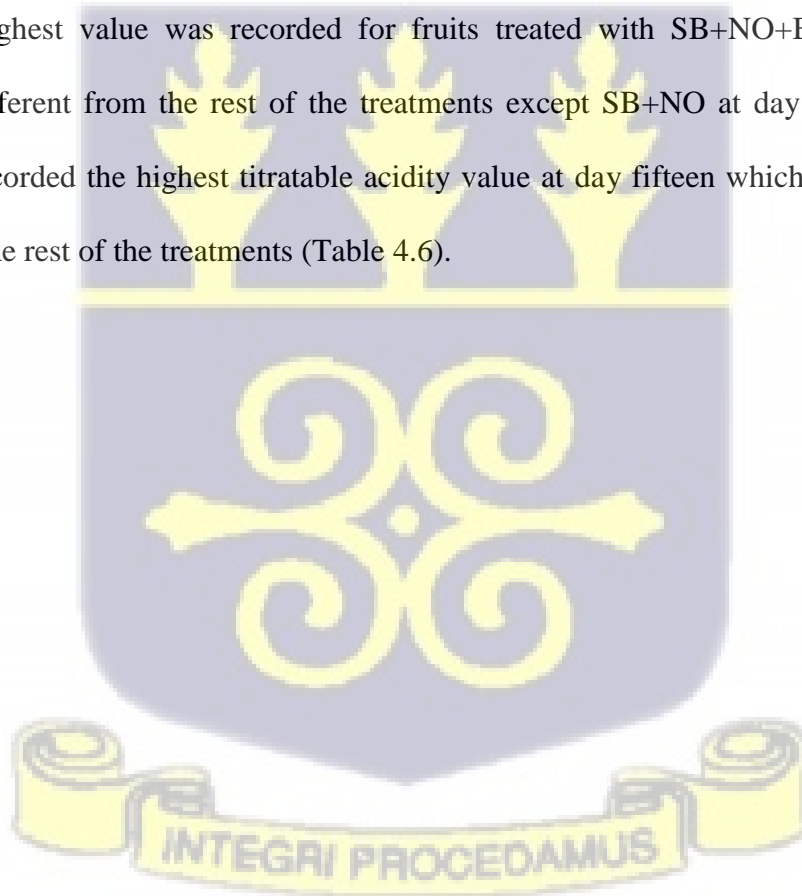 ghest value was recorded for fruits treated with SB+NO+
fferent from the rest of the treatments except SB+NO at day
corded the highest titratable acidity value at day fifteen which
e rest of the treatments (Table 4.6).
INTEGRI PROCEDAMUS